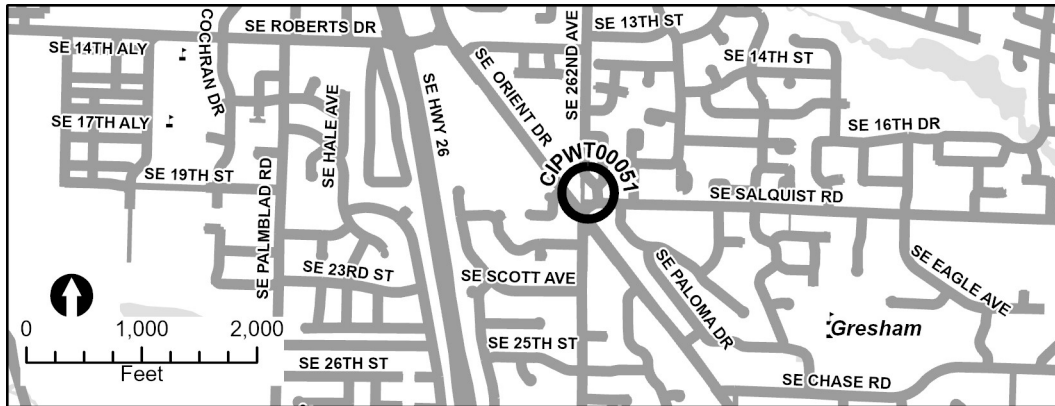 SE ROBERTS DR
SE 13TH ST
SE 14TH ALY
COCHRAN DR
SE HWY 26
SE ORIENT DR
SE 262ND AVE
SE 14TH ST
SE 17TH ALY
SE HALE AVE
SE 16TH DR
CIPWT00051
SE 19TH ST
SE PALMBLAD RD
SE SALQUIST RD
SE 23RD ST
SE SCOTT AVE
SE PALOMA DR
SE EAGLE AVE
0 1,000 2,000
Feet
Gresham
SE 25TH ST
SE 26TH ST
SE CHASE RD